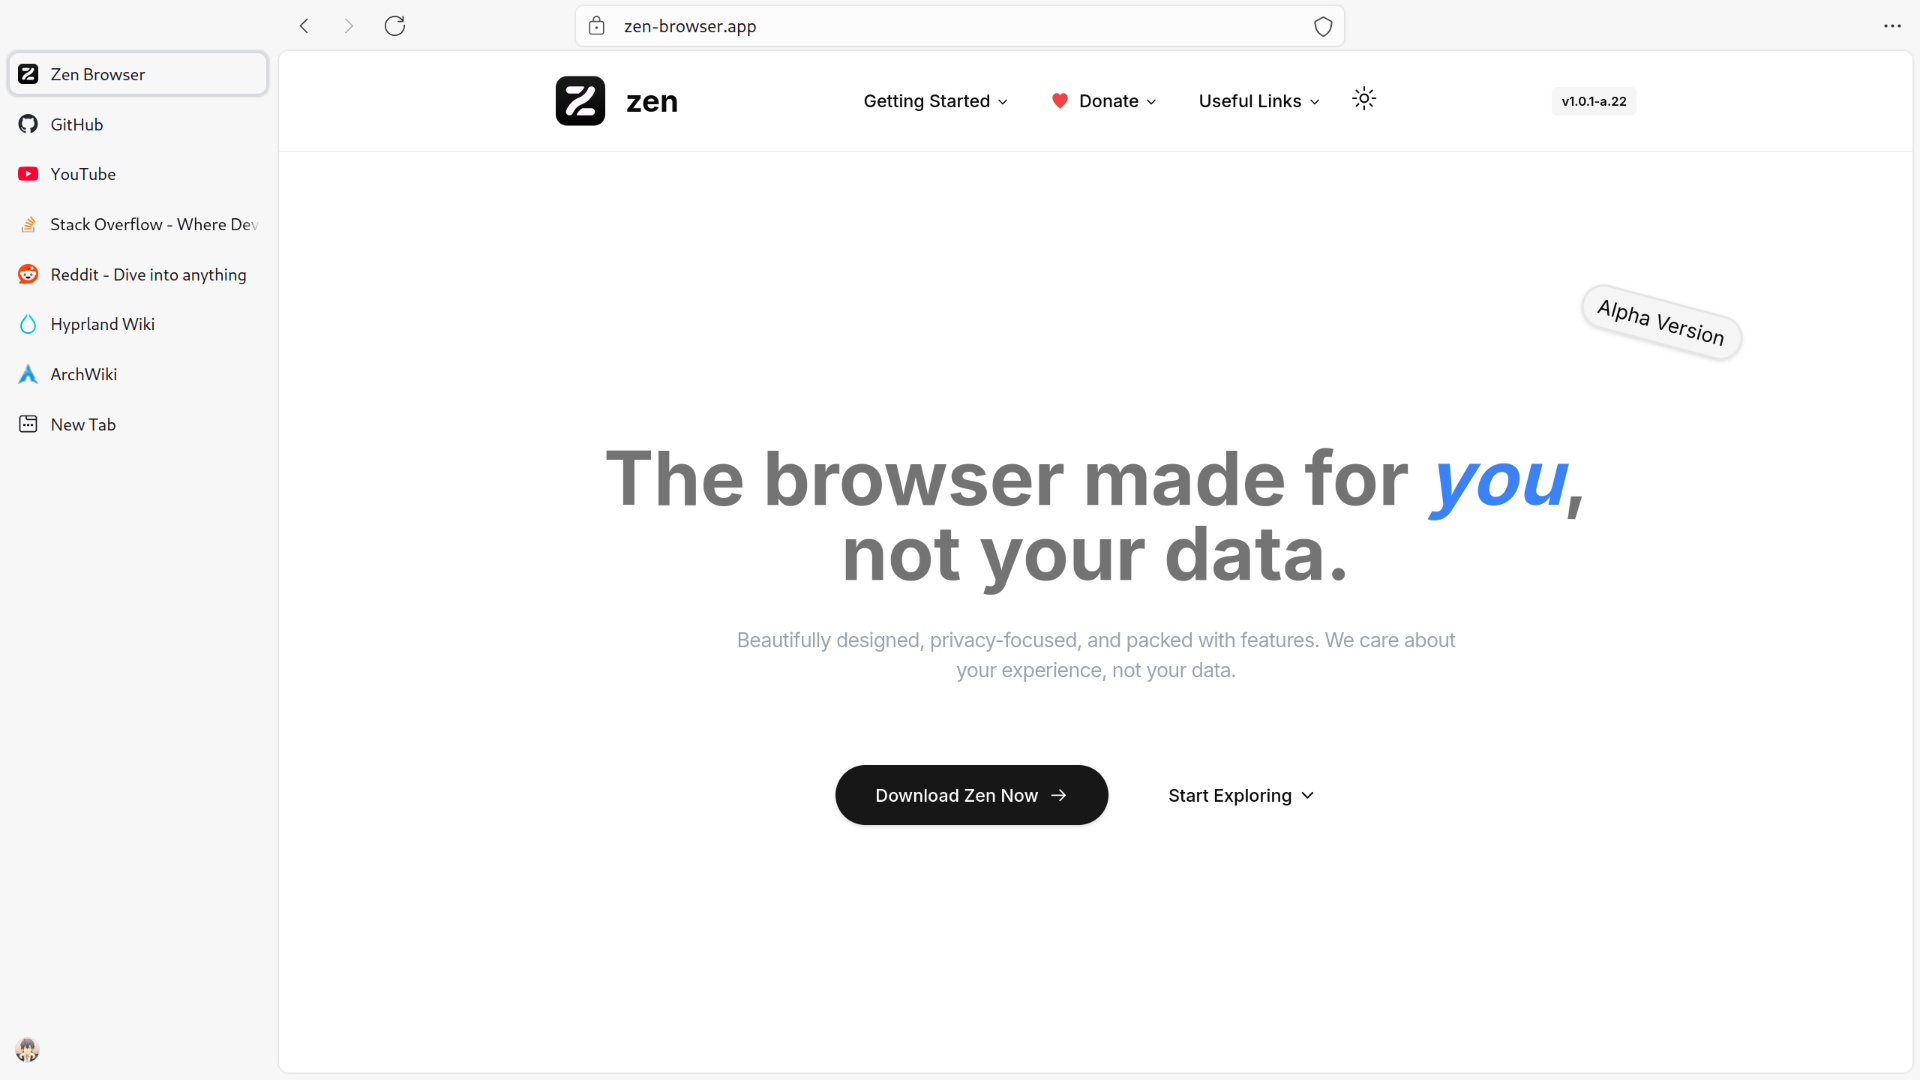 zen-browser.app
Zen Browser
GitHub
YouTube
Stack Overflow - Where Dev
Reddit - Dive into anything
Hyprland Wiki
ArchWiki
New Tab
zen
Getting Started
Donate
Useful Links
v1.0.1-a.22
Alpha Version
The browser made for you,
not your data.
Beautifully designed, privacy-focused, and packed with features. We care about
your experience, not your data.
Download Zen Now
Start Exploring